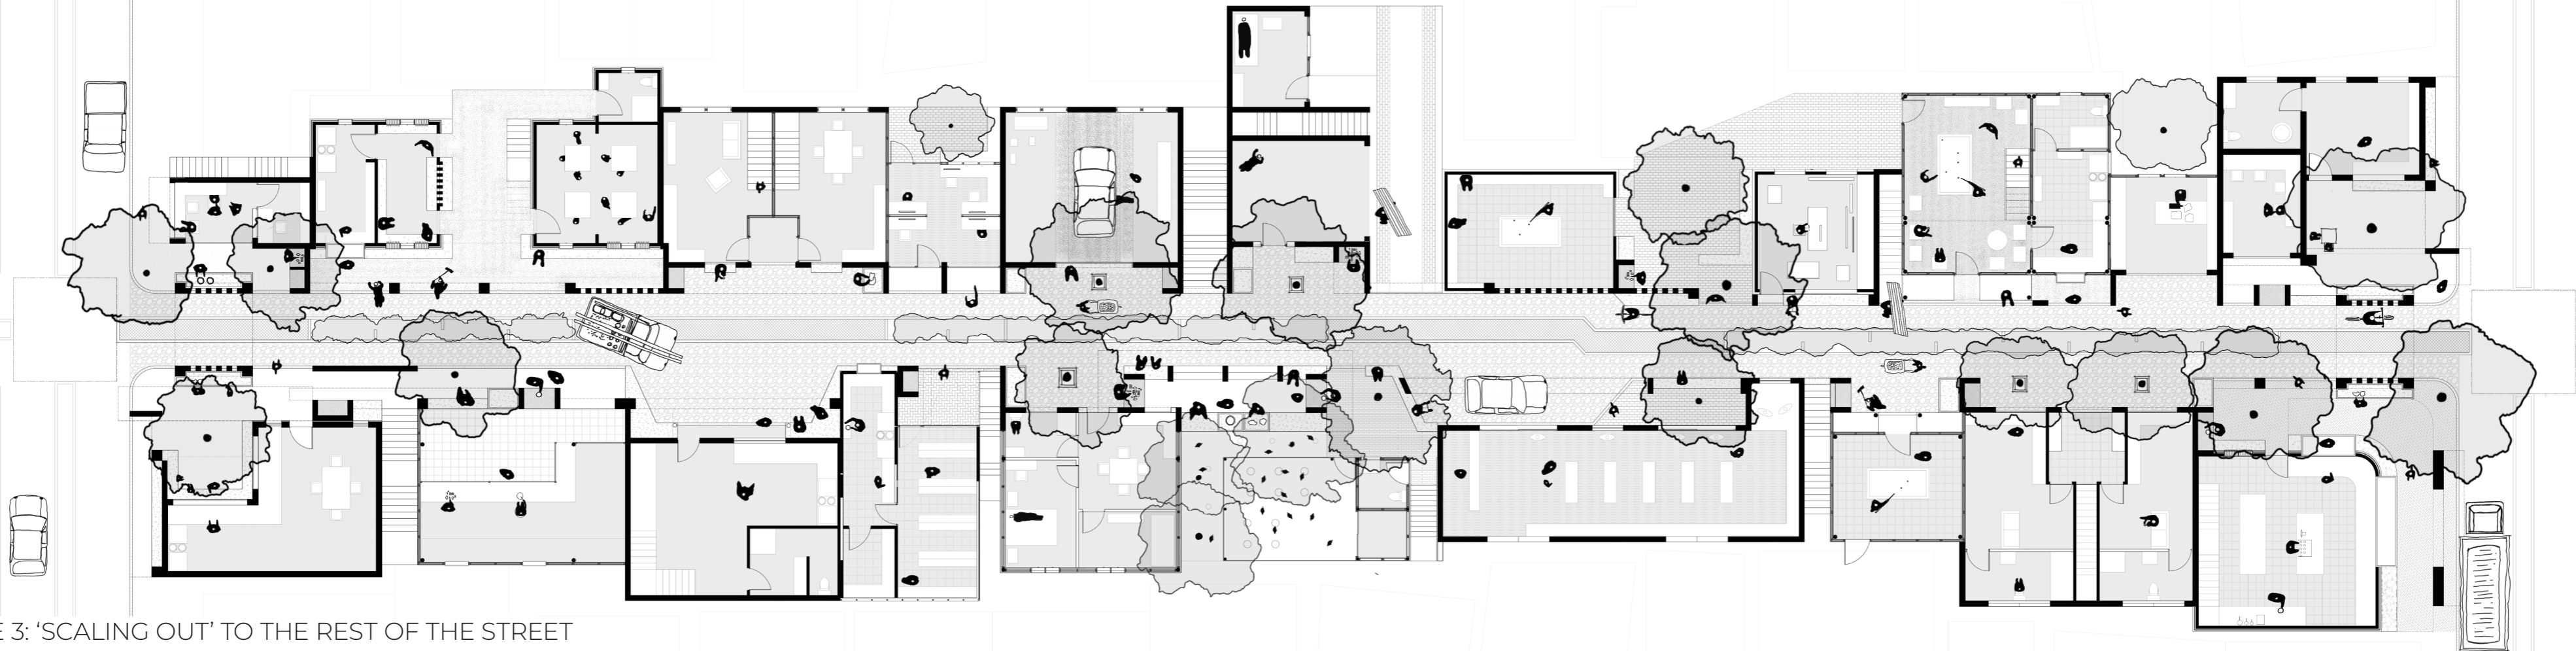 3: ‘SCALING OUT’ TO THE REST OF THE STREET